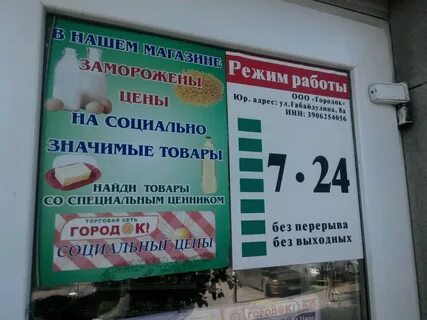 В НАШЕМ МАГАЗИНЕ
ЗАМОРОЖЕНЫ
ЦЕНЫ
НА СОЦИАЛЬНО
ЗНАЧИМЫЕ ТОВАРЫ
НАЙДИ ТОВАРЫ
СО СПЕЦИАЛЬНЫМ ЦЕННИКОМ
ТОРГОВАЯ СЕТЬ
ГОРОДОК!
СОЦИАЛЬНЫЕ ЦЕНЫ
Режим работы
ООО «Городок»
Юр. адрес: ул.Габайдулина, 8а
ИНН: 3906254056
7 · 24
без перерыва
без выходных
ГОРОДОК!